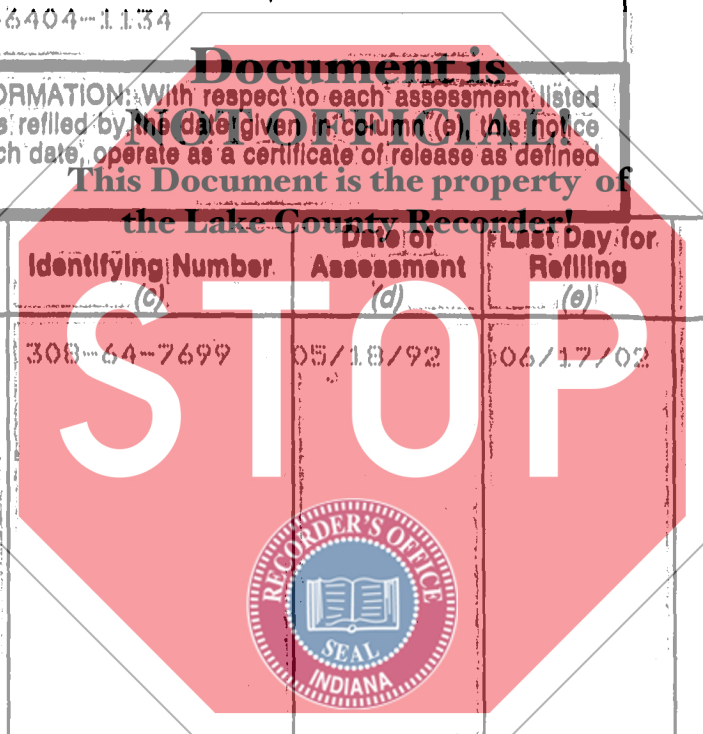 6404-1134
Document is
ORMATION: With respect to each assessment listed
NOT OFFICIAL!
s refiled by the date given in column (e), this notice
ch date, operate as a certificate of release as defined
This Document is the property of
the Lake County Recorder!
Identifying Number
(c)
Day of
Assessment
(d)
Last Day for
Refiling
(e)
308-64-7699
05/18/92
06/17/02
STOP
RECORDER'S OFFICE
SEAL
INDIANA